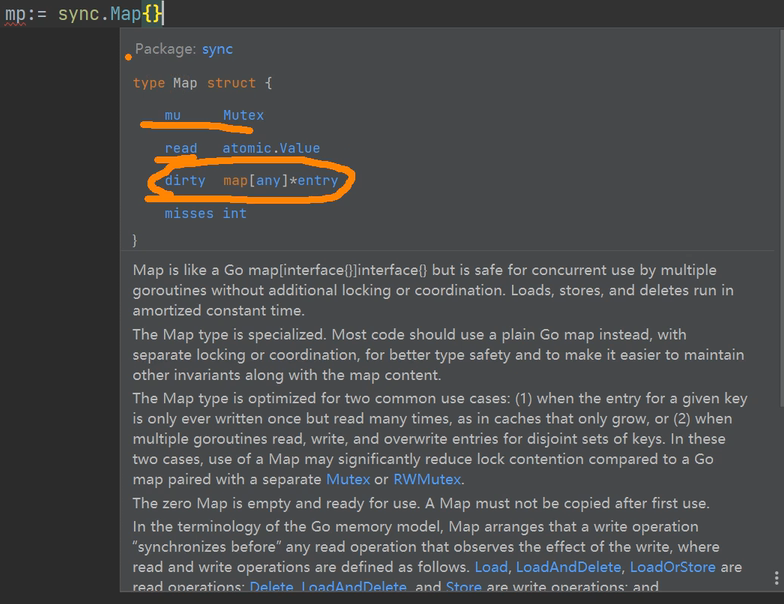 mp:= sync.Map{}
Package: sync
type Map struct {
mu Mutex
read atomic.Value
dirty map[any]*entry
misses int
}
Map is like a Go map[interface{}]interface{} but is safe for concurrent use by multiple
goroutines without additional locking or coordination. Loads, stores, and deletes run in
amortized constant time.
The Map type is specialized. Most code should use a plain Go map instead, with
separate locking or coordination, for better type safety and to make it easier to maintain
other invariants along with the map content.
The Map type is optimized for two common use cases: (1) when the entry for a given key
is only ever written once but read many times, as in caches that only grow, or (2) when
multiple goroutines read, write, and overwrite entries for disjoint sets of keys. In these
two cases, use of a Map may significantly reduce lock contention compared to a Go
map paired with a separate Mutex or RWMutex.
The zero Map is empty and ready for use. A Map must not be copied after first use.
In the terminology of the Go memory model, Map arranges that a write operation
“synchronizes before” any read operation that observes the effect of the write, where
read and write operations are defined as follows. Load, LoadAndDelete, LoadOrStore are
read operations; Delete, LoadAndDelete, and Store are write operations; and